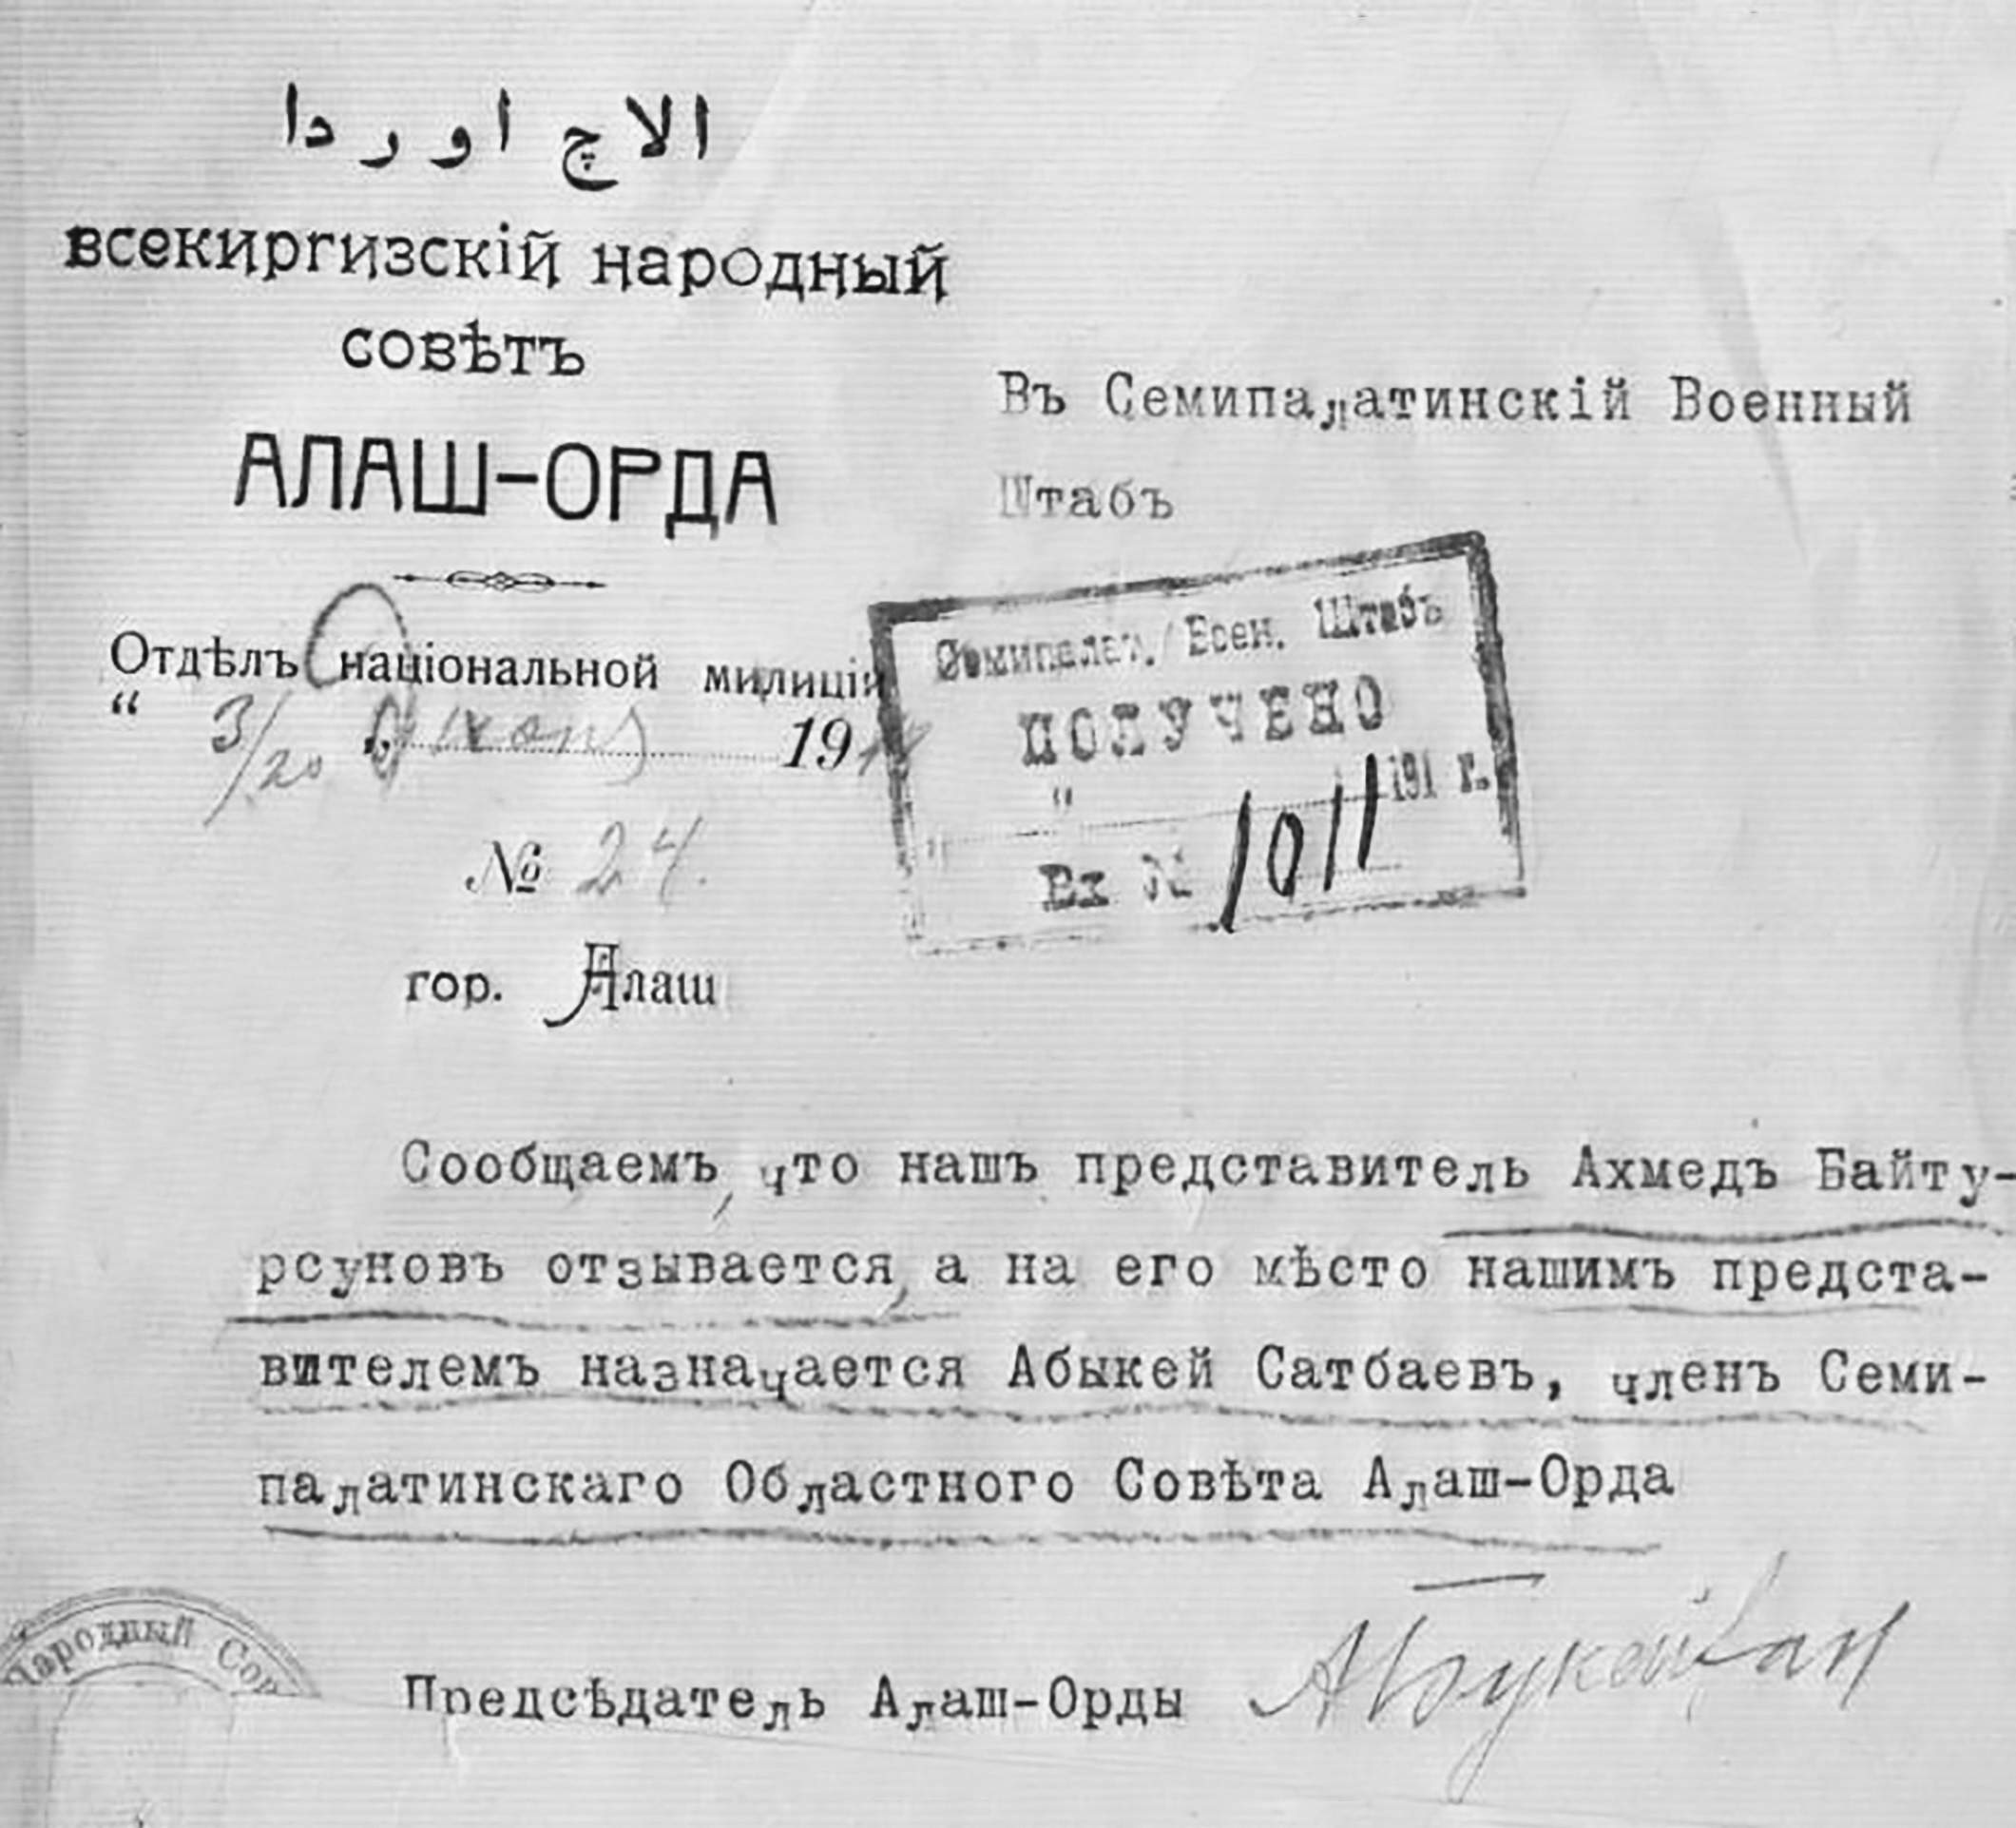 الاچ اوردا
всекиргизскій народный
совѣтъ
АЛАШ-ОРДА
Отдѣлъ національной милиціи
" 3/20 " іюня 19
№ 24.
гор. Алаш
Въ Семипалатинскій Военный
Штабъ
Семипалат. Воен. Штабъ
ПОЛУЧЕНО
" 191 г.
Вх № 1011
Сообщаемъ, что нашъ представитель Ахмедъ Байту-
рсуновъ отзывается, а на его мѣсто нашимъ предста-
вителемъ назначается Абыкей Сатбаевъ, членъ Семи-
палатинскаго Областного Совѣта Алаш-Орда
Народный Сов
Предсѣдатель Алаш-Орды
АБукейхан